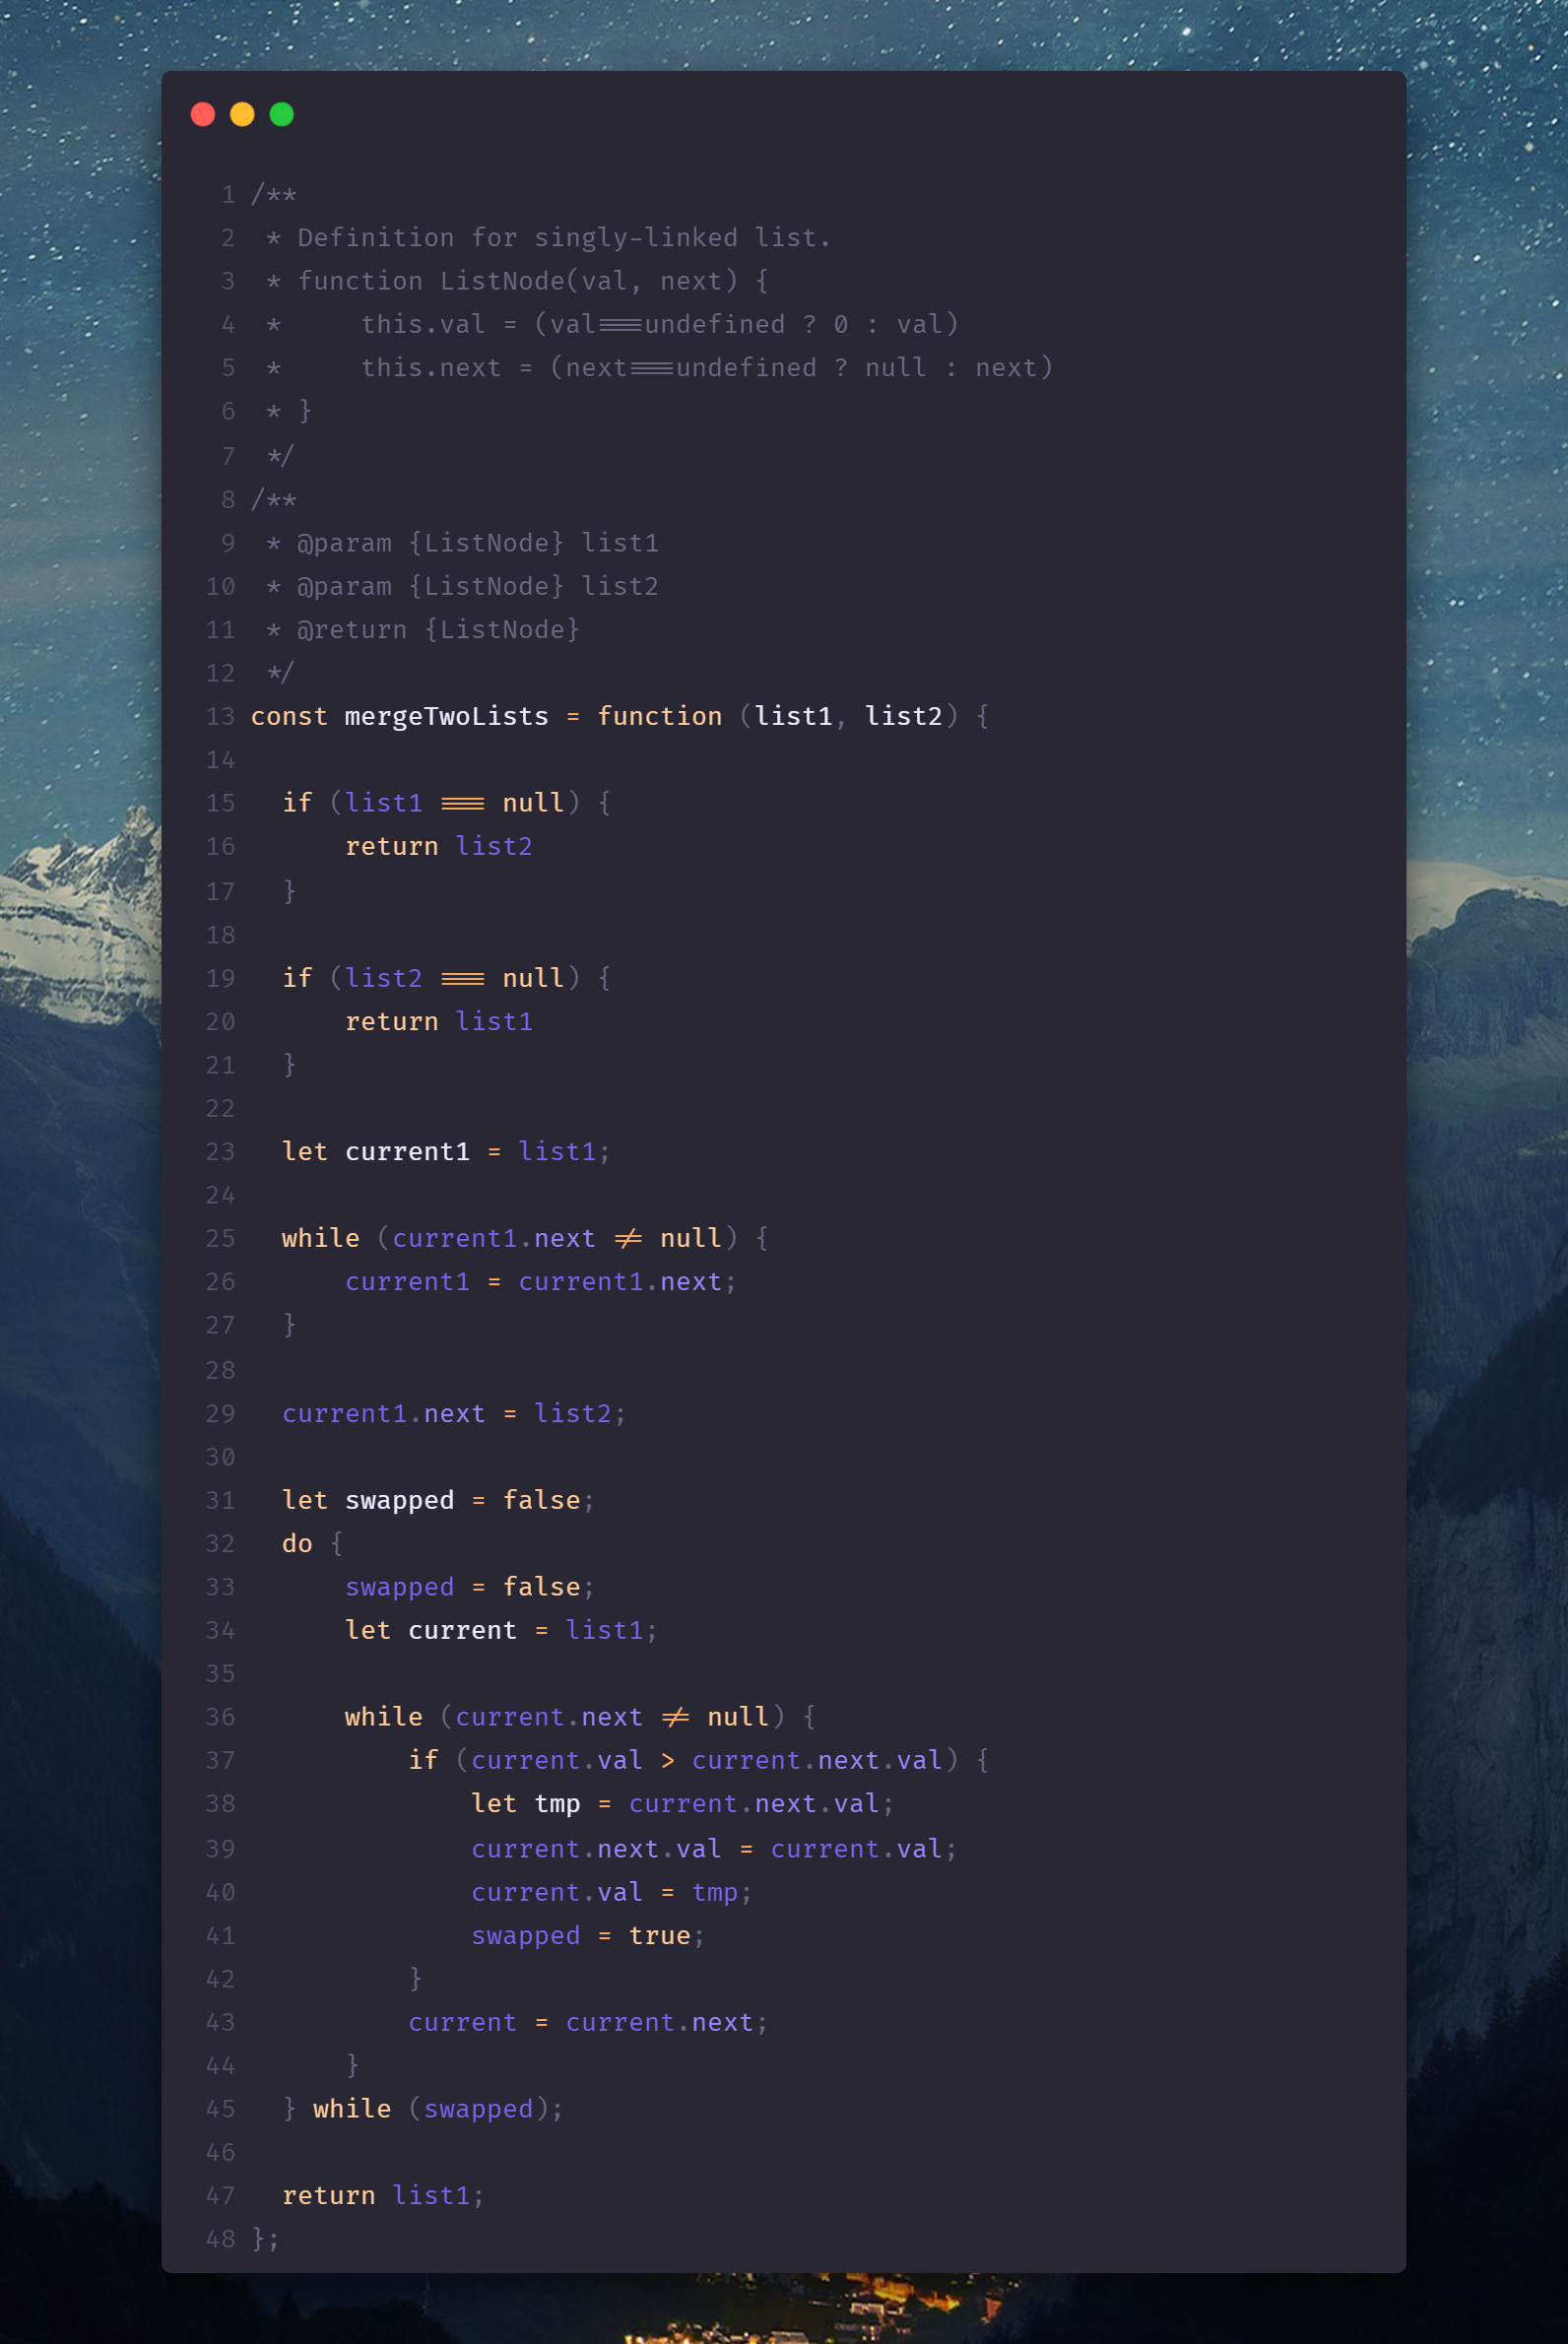 1 /**
2  * Definition for singly-linked list.
3  * function ListNode(val, next) {
4  *     this.val = (val===undefined ? 0 : val)
5  *     this.next = (next===undefined ? null : next)
6  * }
7  */
8 /**
9  * @param {ListNode} list1
10  * @param {ListNode} list2
11  * @return {ListNode}
12  */
13 const mergeTwoLists = function (list1, list2) {
14
15   if (list1 === null) {
16       return list2
17   }
18
19   if (list2 === null) {
20       return list1
21   }
22
23   let current1 = list1;
24
25   while (current1.next != null) {
26       current1 = current1.next;
27   }
28
29   current1.next = list2;
30
31   let swapped = false;
32   do {
33       swapped = false;
34       let current = list1;
35
36       while (current.next != null) {
37           if (current.val > current.next.val) {
38               let tmp = current.next.val;
39               current.next.val = current.val;
40               current.val = tmp;
41               swapped = true;
42           }
43           current = current.next;
44       }
45   } while (swapped);
46
47   return list1;
48 };